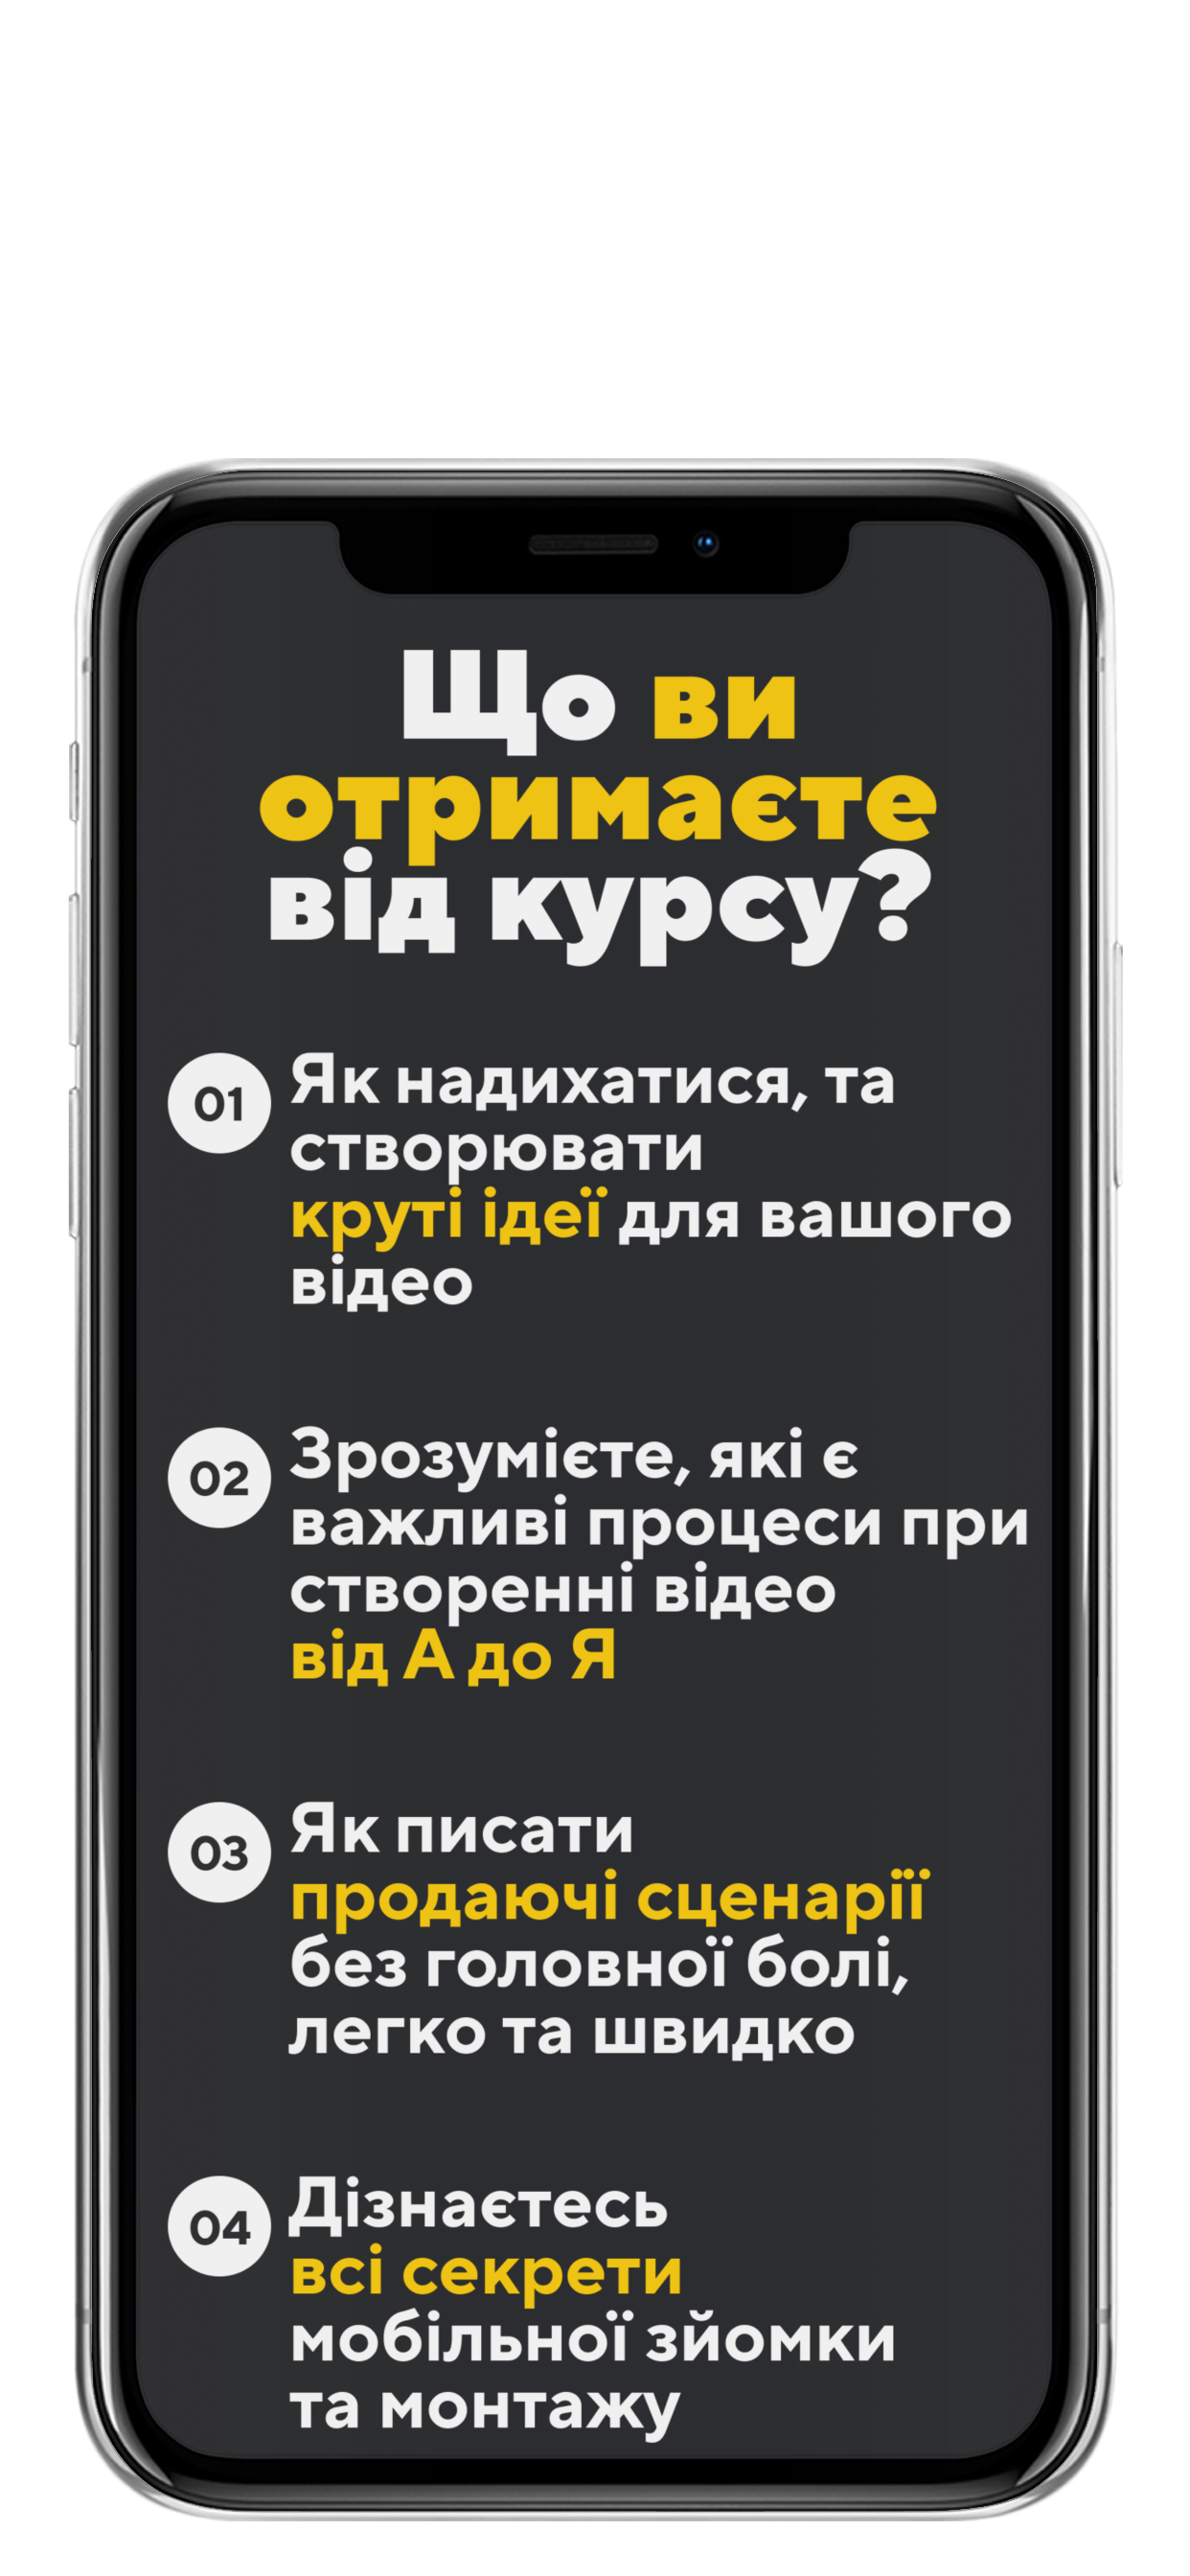 Що ви
отримаєте
від курсу?
01
Як надихатися, та
створювати
круті ідеї для вашого
відео
02
Зрозумієте, які є
важливі процеси при
створенні відео
від А до Я
03
Як писати
продаючі сценарії
без головної болі,
легко та швидко
04
Дізнаєтесь
всі секрети
мобільної зйомки
та монтажу